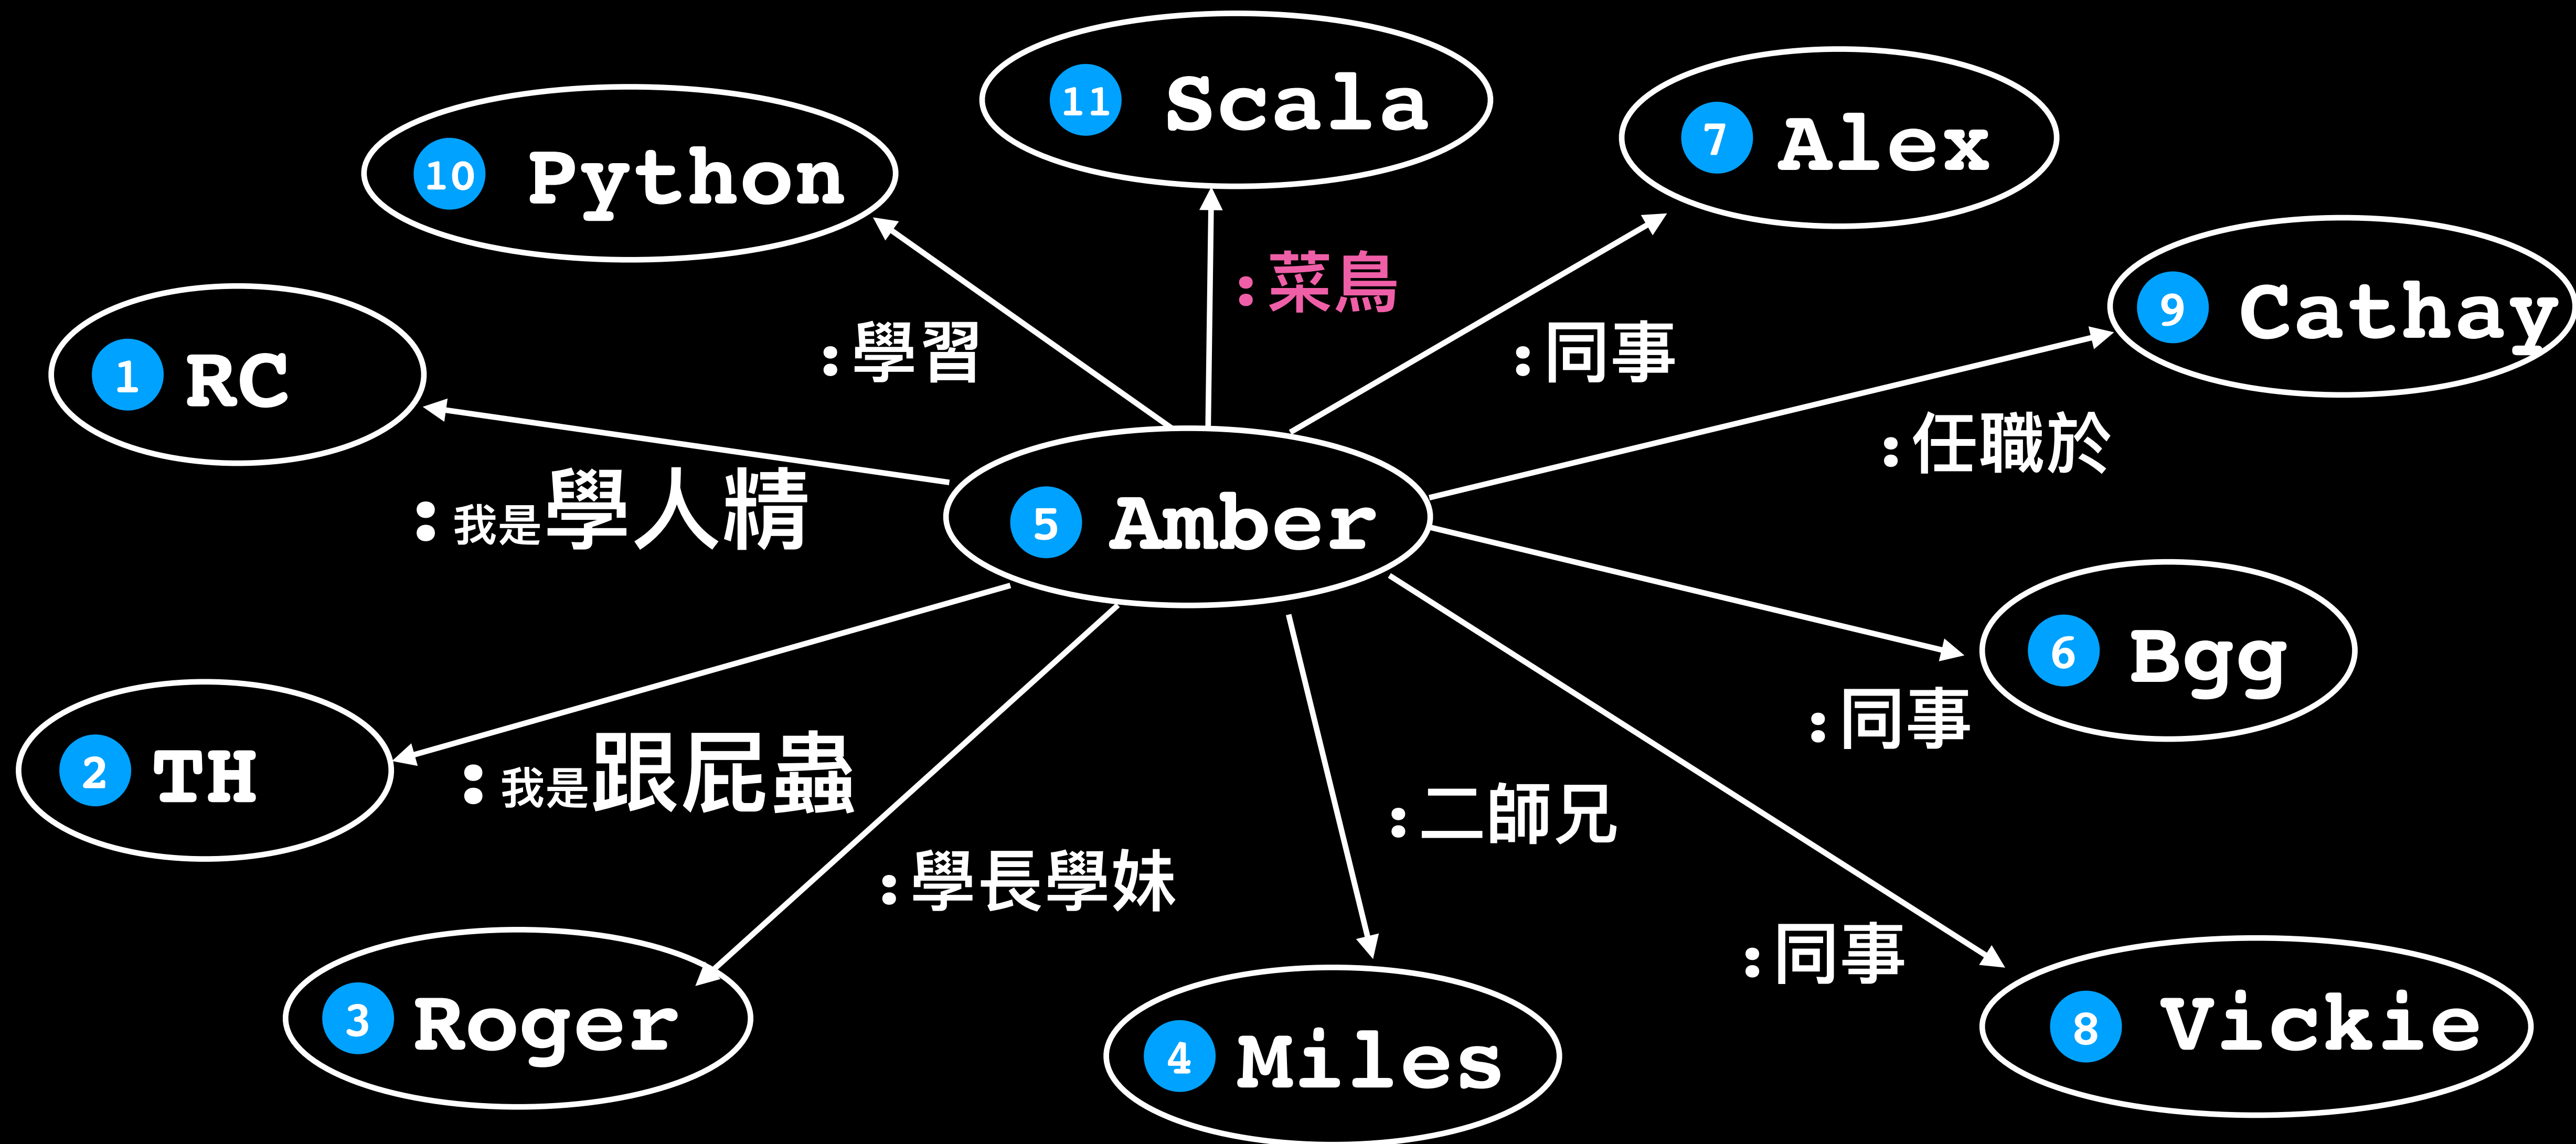 11 Scala
7 Alex
10 Python
9 Cathay
:菜鳥
:學習
:同事
1 RC
:任職於
:我是學人精
5 Amber
6 Bgg
:同事
2 TH
:我是跟屁蟲
:二師兄
:學長學妹
:同事
3 Roger
4 Miles
8 Vickie